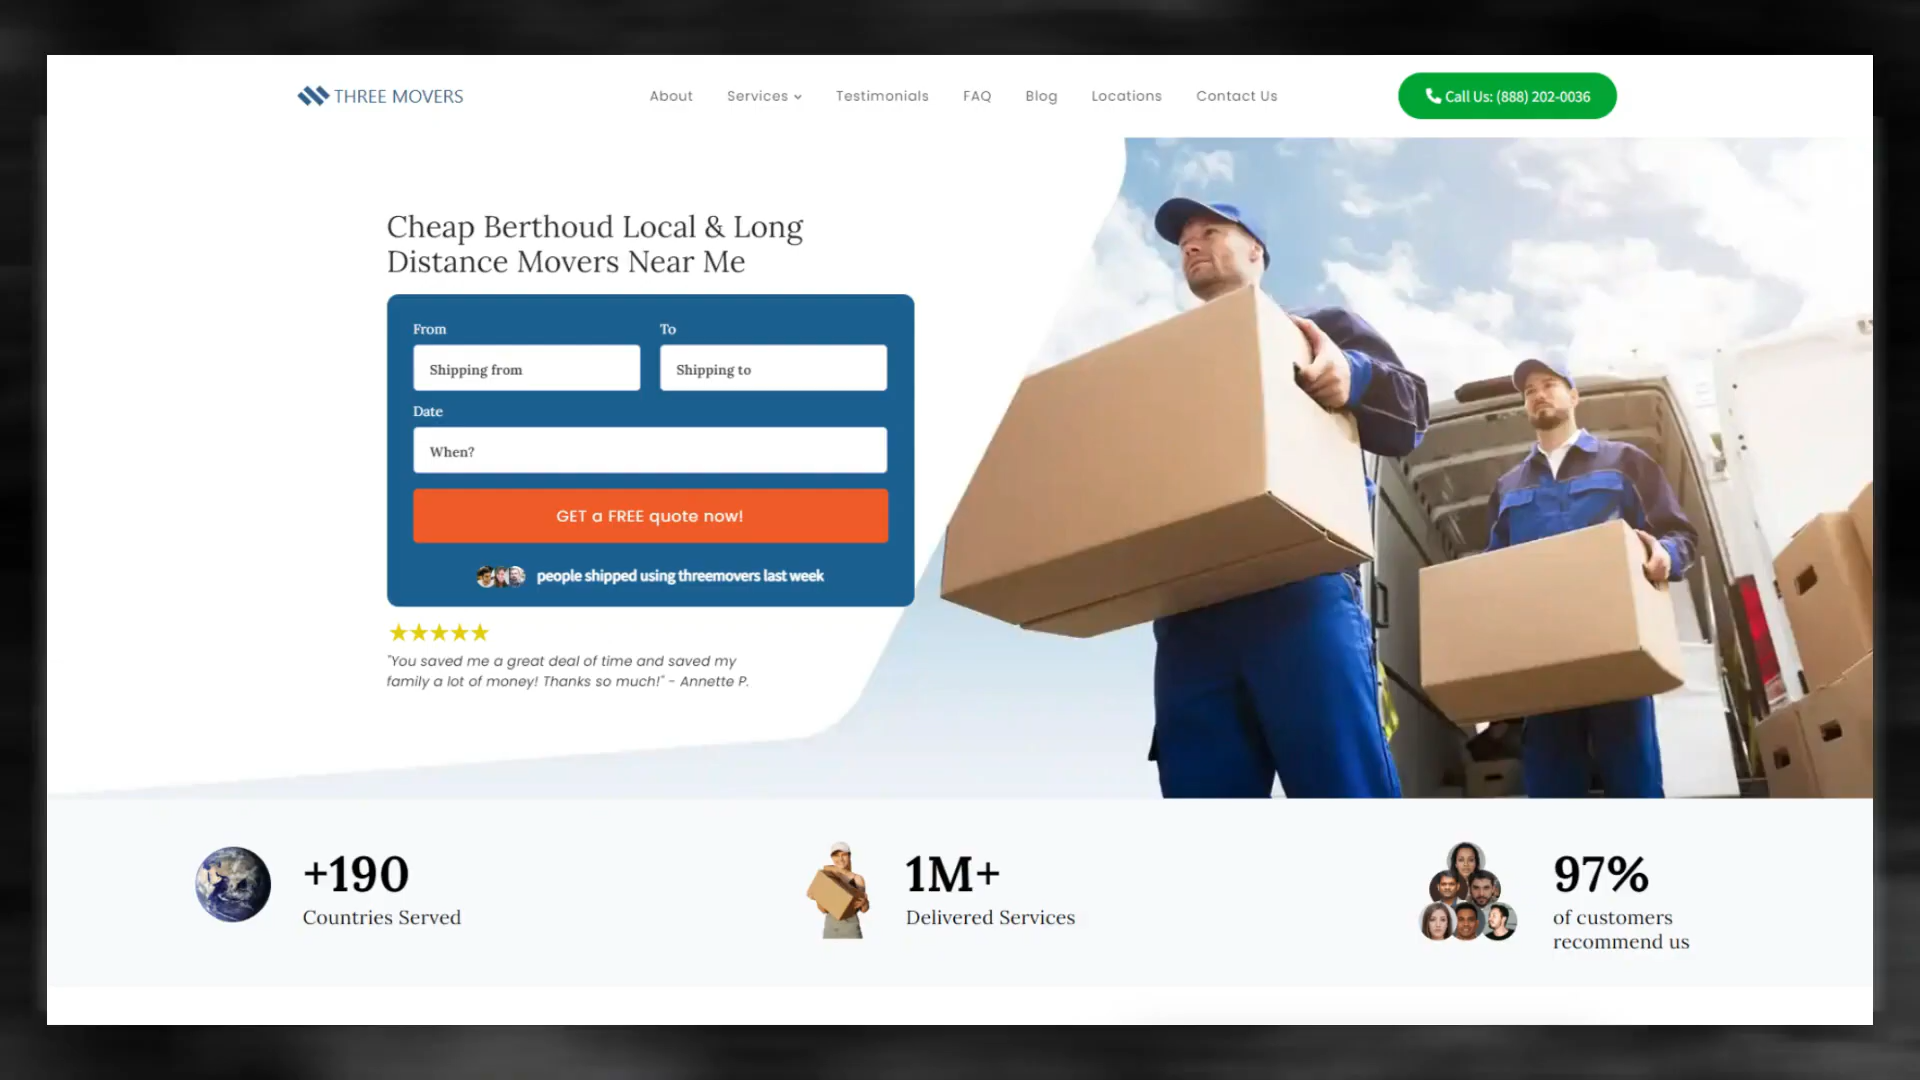 THREE MOVERS
About
Services
Testimonials
FAQ
Blog
Locations
Contact Us
Call Us: (888) 202-0036
Cheap Berthoud Local & Long
Distance Movers Near Me
From
To
Shipping from
Shipping to
Date
When?
GET a FREE quote now!
people shipped using threemovers last week
"You saved me a great deal of time and saved my
family a lot of money! Thanks so much!" - Annette P.
+190
Countries Served
1M+
Delivered Services
97%
of customers
recommend us